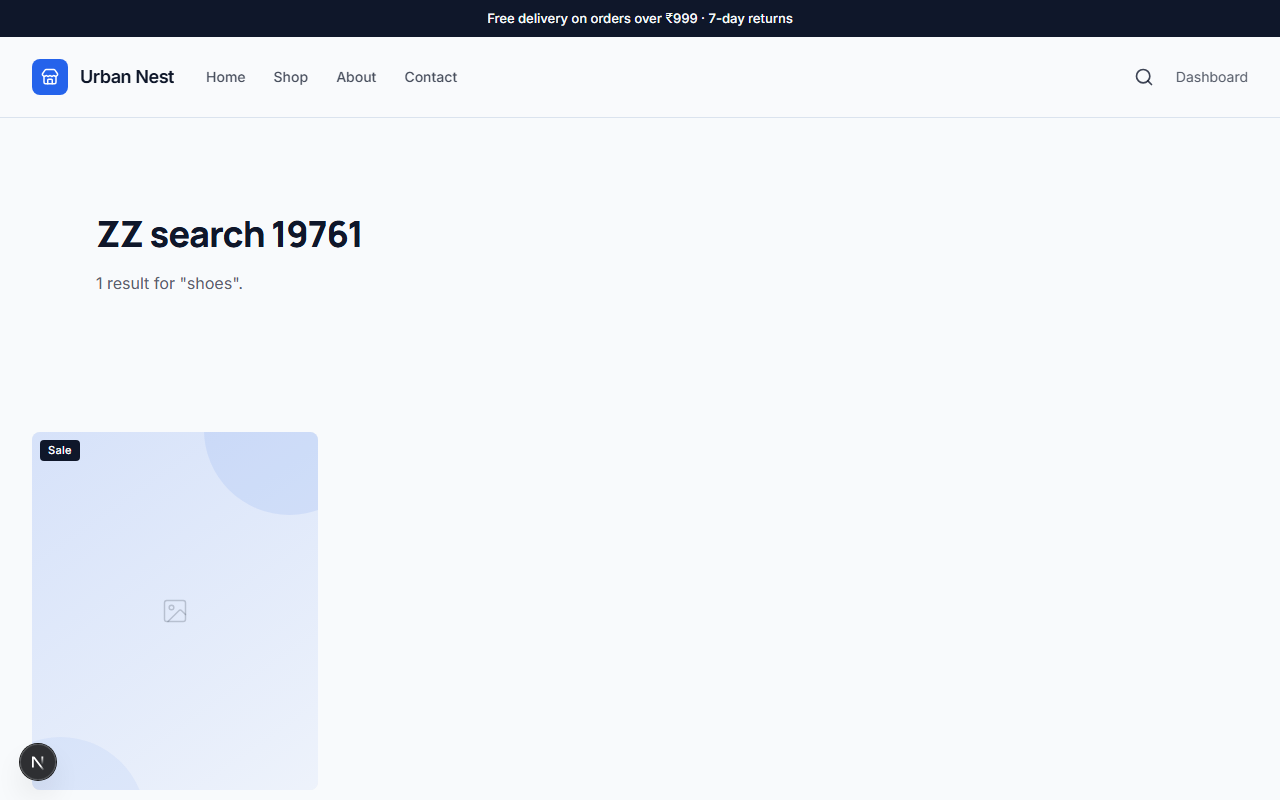 Free delivery on orders over ₹999 · 7-day returns
Urban Nest
Home
Shop
About
Contact
Dashboard
ZZ search 19761
1 result for "shoes".
Sale
N